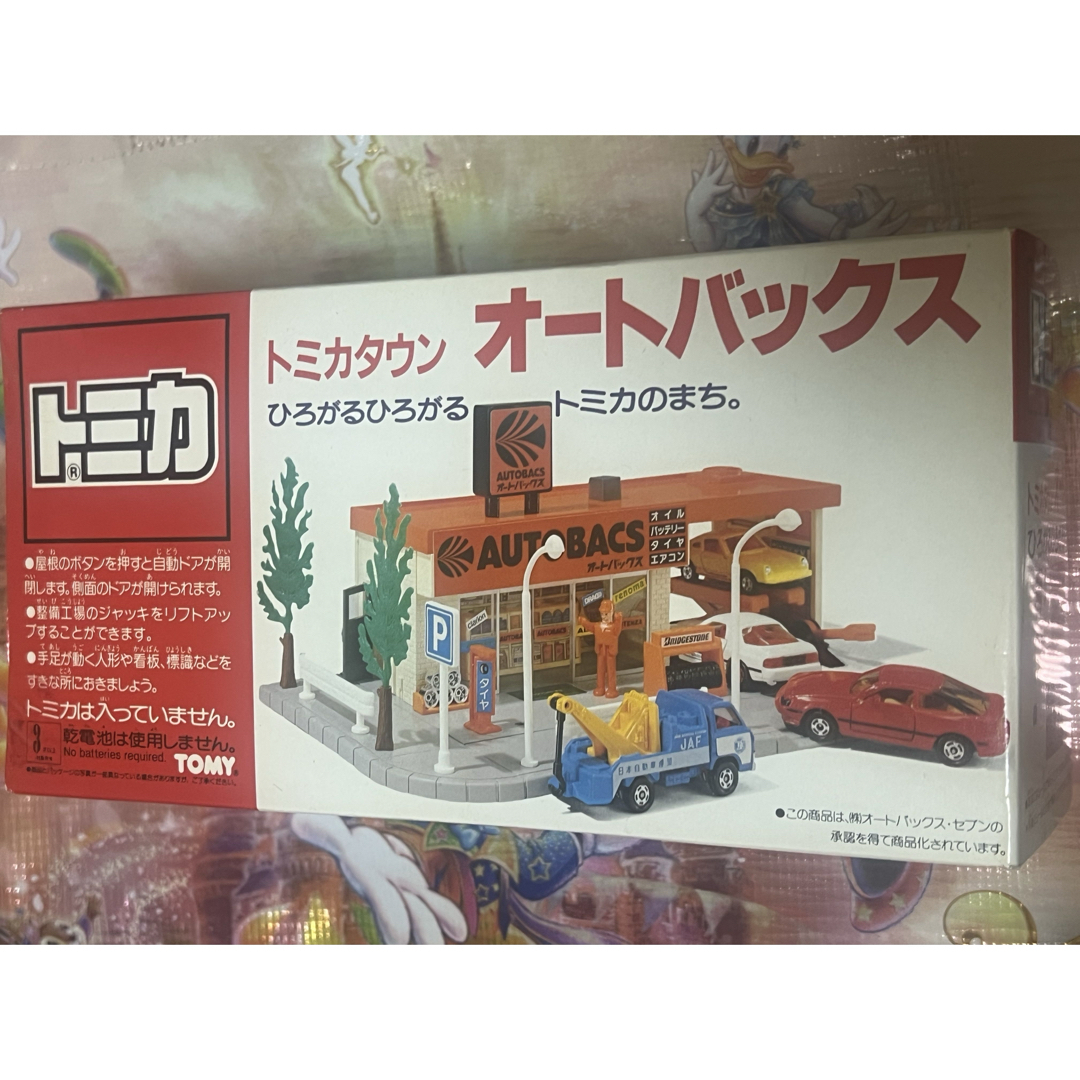 トミカ
®
トミカタウン オートバックス
ひろがるひろがる トミカのまち。
●屋根のボタンを押すと自動ドアが開
閉します。側面のドアが開けられます。
●整備工場のジャッキをリフトアッ
プすることができます。
●手足が動く人形や看板、標識などを
すきな所におきましょう。
トミカは入っていません。
乾電池は使用しません。
No batteries required.
TOMY
AUTOBACS
オートバックス
AUTOBACS
オートバックス
オイル
バッテリー
タイヤ
エアコン
P
clarion
タイヤ
BRIDGESTONE
JAF
日本自動車連盟
●この商品は、㈱オートバックス・セブンの
承認を得て商品化されています。